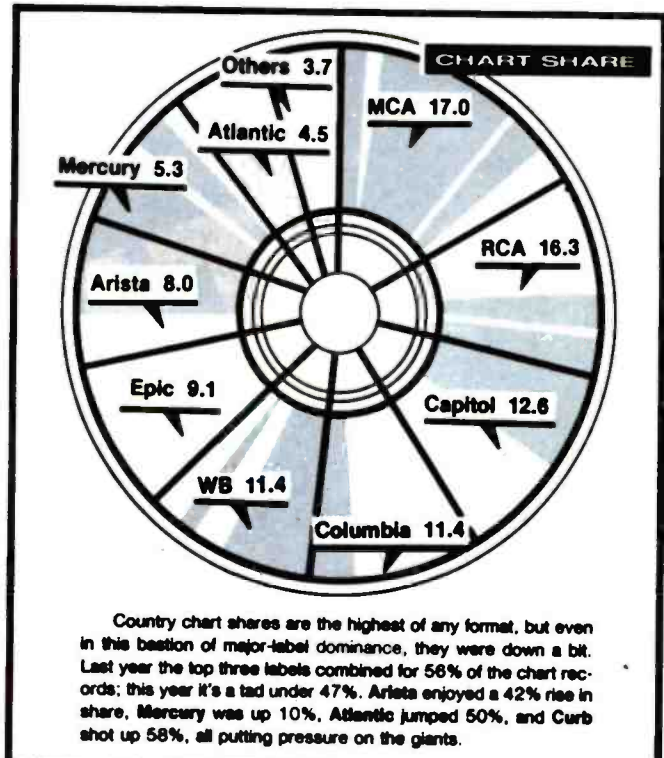 CHART SHARE
Others 3.7
MCA 17.0
Atlantic 4.5
Mercury 5.3
RCA 16.3
Arista 8.0
Epic 9.1
Capitol 12.6
WB 11.4
Columbia 11.4
Country chart shares are the highest of any format, but even
in this bastion of major-label dominance, they were down a bit.
Last year the top three labels combined for 56% of the chart rec-
ords; this year it's a tad under 47%. Arista enjoyed a 42% rise in
share, Mercury was up 10%, Atlantic jumped 50%, and Curb
shot up 58%, all putting pressure on the giants.